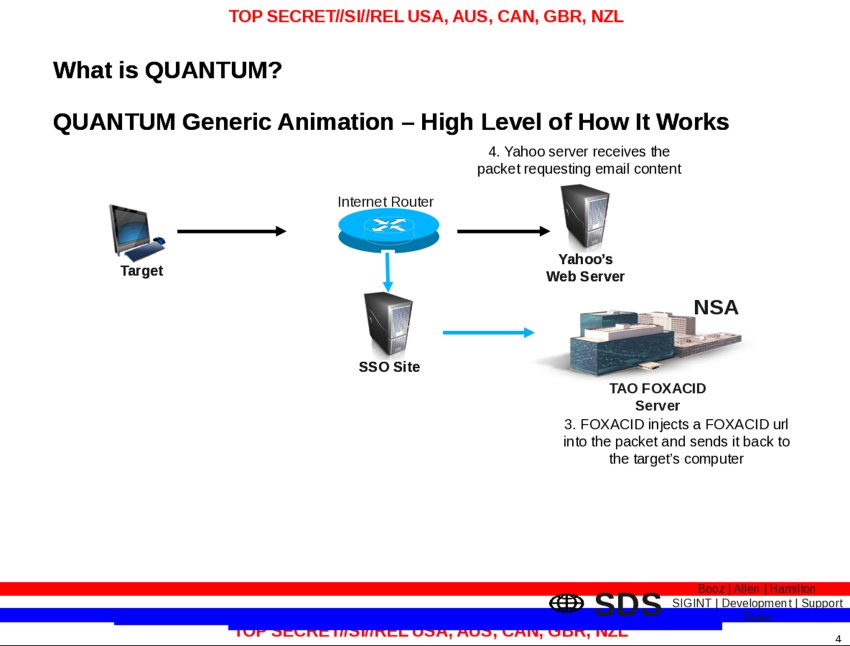 TOP SECRET//SI//REL USA, AUS, CAN, GBR, NZL
What is QUANTUM?
QUANTUM Generic Animation – High Level of How It Works
4. Yahoo server receives the
packet requesting email content
Internet Router
Target
Yahoo's
Web Server
NSA
SSO Site
TAO FOXACID
Server
3. FOXACID injects a FOXACID url
into the packet and sends it back to
the target's computer
Booz | Allen | Hamilton
SDS
SIGINT | Development | Support
TOP SECRET//SI//REL USA, AUS, CAN, GBR, NZL
4